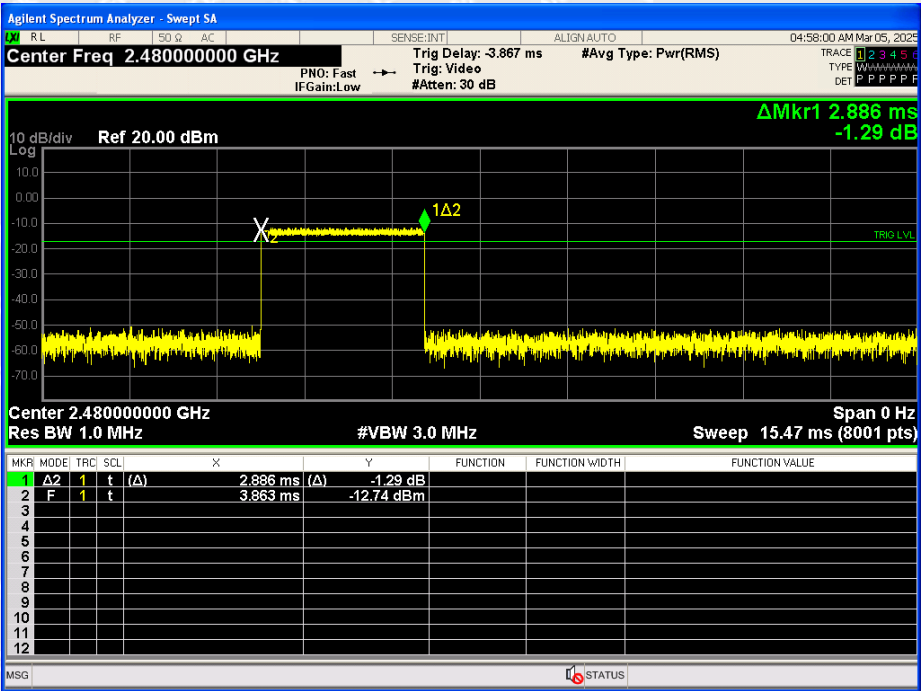 Agilent Spectrum Analyzer - Swept SA
LXI RL RF 50 Ω AC SENSE:INT ALIGN AUTO 04:58:00 AM Mar 05, 2025
Center Freq 2.480000000 GHz
PNO: Fast
IFGain:Low
Trig Delay: -3.867 ms
Trig: Video
#Atten: 30 dB
#Avg Type: Pwr(RMS)
TRACE 1 2 3 4 5 6
TYPE WWWWWW
DET P P P P P P
ΔMkr1 2.886 ms
-1.29 dB
10 dB/div Ref 20.00 dBm
Log
10.0
0.00
-10.0
-20.0
-30.0
-40.0
-50.0
-60.0
-70.0
X2
1Δ2
TRIG LVL
Center 2.480000000 GHz Span 0 Hz
Res BW 1.0 MHz #VBW 3.0 MHz Sweep 15.47 ms (8001 pts)
MKR MODE TRC SCL X Y FUNCTION FUNCTION WIDTH FUNCTION VALUE
1 Δ2 1 t (Δ) 2.886 ms (Δ) -1.29 dB
2 F 1 t 3.863 ms -12.74 dBm
3
4
5
6
7
8
9
10
11
12
MSG STATUS